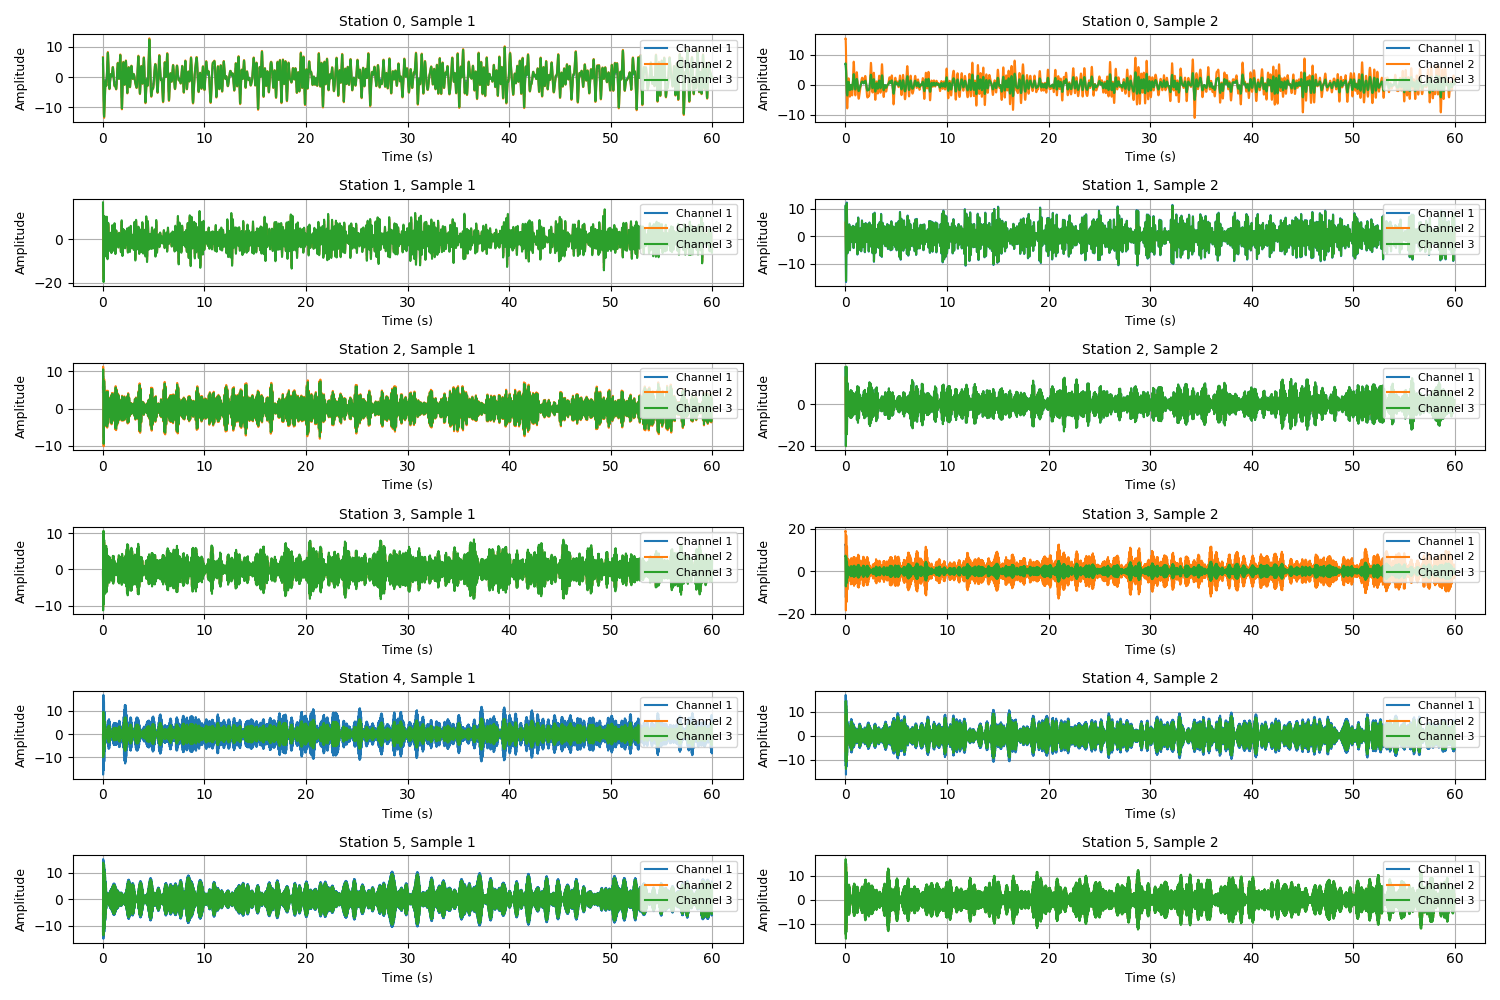 Station 0, Sample 1
Amplitude
10
0
−10
Channel 1
Channel 2
Channel 3
0 10 20 30 40 50 60
Time (s)
Station 0, Sample 2
Amplitude
10
0
−10
Channel 1
Channel 2
Channel 3
0 10 20 30 40 50 60
Time (s)
Station 1, Sample 1
Amplitude
0
−20
Channel 1
Channel 2
Channel 3
0 10 20 30 40 50 60
Time (s)
Station 1, Sample 2
Amplitude
10
0
−10
Channel 1
Channel 2
Channel 3
0 10 20 30 40 50 60
Time (s)
Station 2, Sample 1
Amplitude
10
0
−10
Channel 1
Channel 2
Channel 3
0 10 20 30 40 50 60
Time (s)
Station 2, Sample 2
Amplitude
0
−20
Channel 1
Channel 2
Channel 3
0 10 20 30 40 50 60
Time (s)
Station 3, Sample 1
Amplitude
10
0
−10
Channel 1
Channel 2
Channel 3
0 10 20 30 40 50 60
Time (s)
Station 3, Sample 2
Amplitude
20
0
−20
Channel 1
Channel 2
Channel 3
0 10 20 30 40 50 60
Time (s)
Station 4, Sample 1
Amplitude
10
0
−10
Channel 1
Channel 2
Channel 3
0 10 20 30 40 50 60
Time (s)
Station 4, Sample 2
Amplitude
10
0
−10
Channel 1
Channel 2
Channel 3
0 10 20 30 40 50 60
Time (s)
Station 5, Sample 1
Amplitude
10
0
−10
Channel 1
Channel 2
Channel 3
0 10 20 30 40 50 60
Time (s)
Station 5, Sample 2
Amplitude
10
0
−10
Channel 1
Channel 2
Channel 3
0 10 20 30 40 50 60
Time (s)